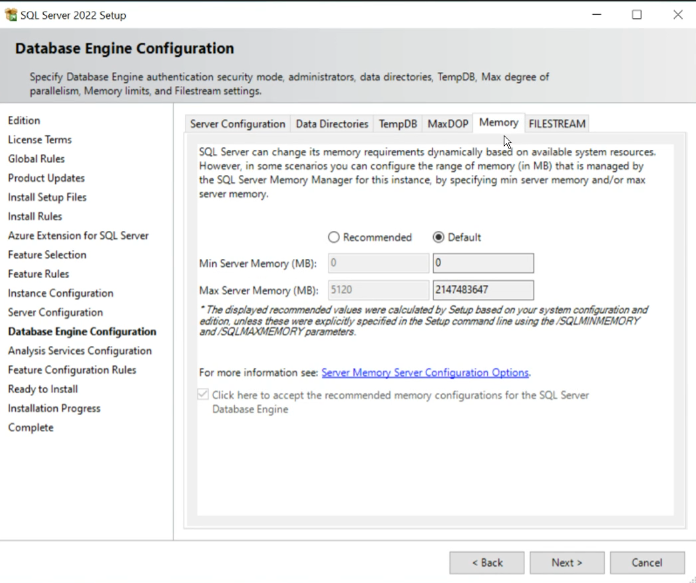 SQL Server 2022 Setup
Database Engine Configuration
Specify Database Engine authentication security mode, administrators, data directories, TempDB, Max degree of
parallelism, Memory limits, and Filestream settings.
Edition
License Terms
Global Rules
Product Updates
Install Setup Files
Install Rules
Azure Extension for SQL Server
Feature Selection
Feature Rules
Instance Configuration
Server Configuration
Database Engine Configuration
Analysis Services Configuration
Feature Configuration Rules
Ready to Install
Installation Progress
Complete
Server Configuration Data Directories TempDB MaxDOP Memory FILESTREAM
SQL Server can change its memory requirements dynamically based on available system resources.
However, in some scenarios you can configure the range of memory (in MB) that is managed by
the SQL Server Memory Manager for this instance, by specifying min server memory and/or max
server memory.
Recommended Default
Min Server Memory (MB): 0 0
Max Server Memory (MB): 5120 2147483647
* The displayed recommended values were calculated by Setup based on your system configuration and
edition, unless these were explicitly specified in the Setup command line using the /SQLMINMEMORY
and /SQLMAXMEMORY parameters.
For more information see: Server Memory Server Configuration Options.
Click here to accept the recommended memory configurations for the SQL Server
Database Engine
< Back Next > Cancel